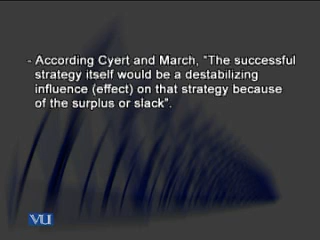 - According Cyert and March, "The successful
strategy itself would be a destabilizing
influence (effect) on that strategy because
of the surplus or slack".
VU